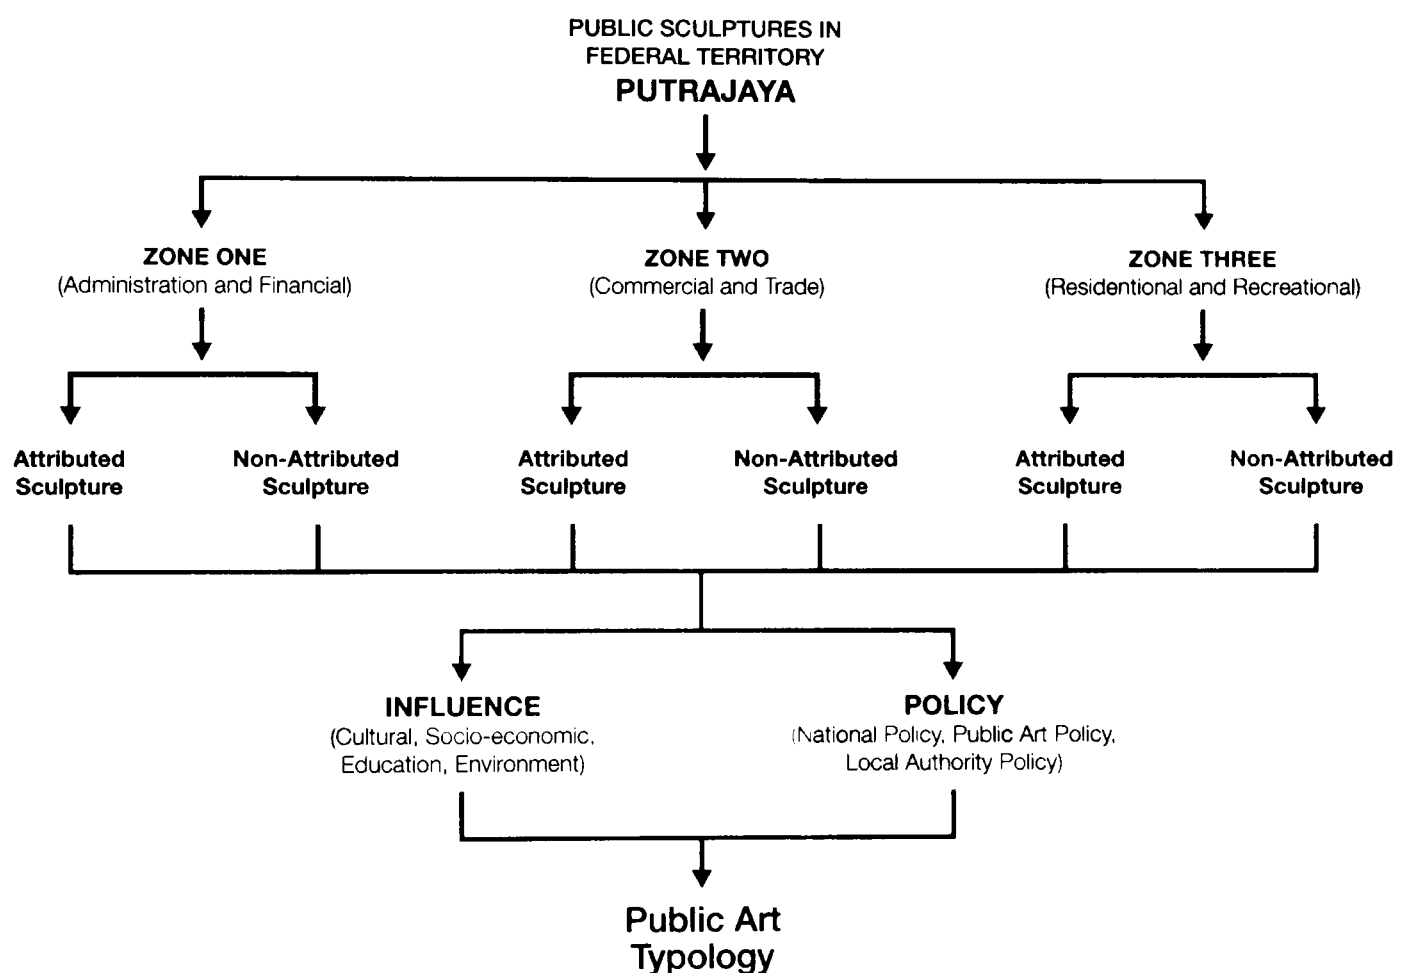 PUBLIC SCULPTURES IN
FEDERAL TERRITORY
PUTRAJAYA
ZONE ONE
(Administration and Financial)
ZONE TWO
(Commercial and Trade)
ZONE THREE
(Residentional and Recreational)
Attributed
Sculpture
Non-Attributed
Sculpture
Attributed
Sculpture
Non-Attributed
Sculpture
Attributed
Sculpture
Non-Attributed
Sculpture
INFLUENCE
(Cultural, Socio-economic,
Education, Environment)
POLICY
(National Policy, Public Art Policy,
Local Authority Policy)
Public Art
Typology